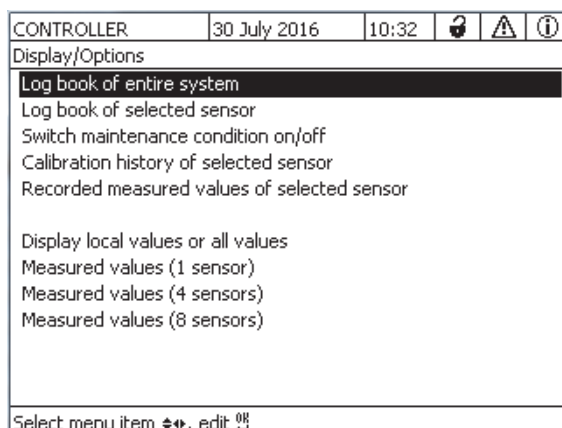 CONTROLLER 30 July 2016 10:32
Display/Options
Log book of entire system
Log book of selected sensor
Switch maintenance condition on/off
Calibration history of selected sensor
Recorded measured values of selected sensor
Display local values or all values
Measured values (1 sensor)
Measured values (4 sensors)
Measured values (8 sensors)
Select menu item ⬍⬌, edit OK